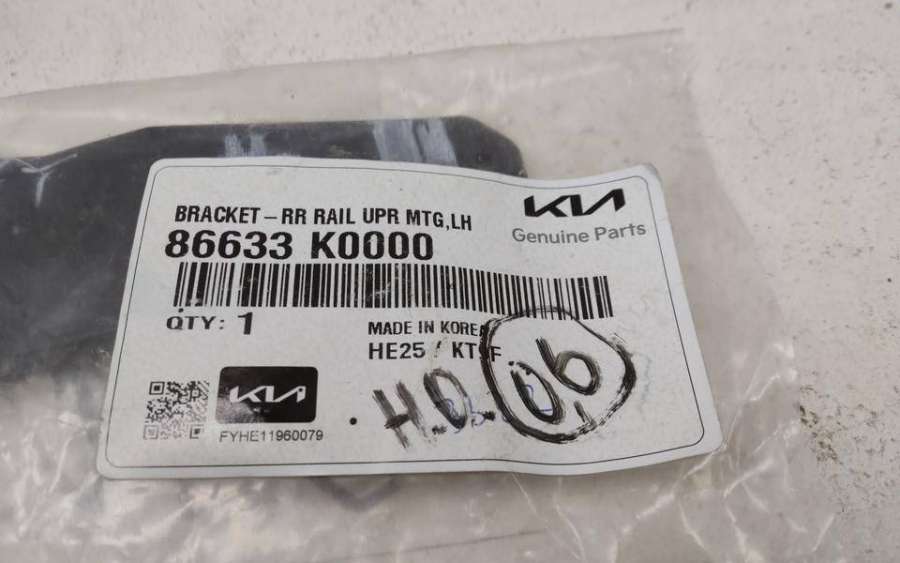 BRACKET-RR RAIL UPR MTG,LH
KIA
Genuine Parts
86633 K0000
QTY: 1
MADE IN KOREA
HE25 /
KIA
FYHE11960079
H.O. 06